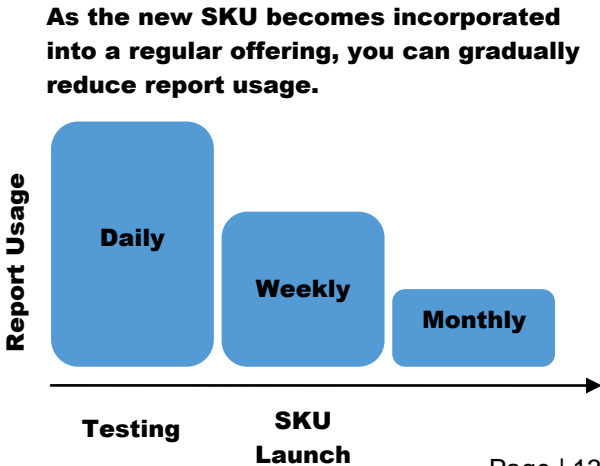 As the new SKU becomes incorporated
into a regular offering, you can gradually
reduce report usage.
Report Usage
Daily
Weekly
Monthly
Testing
SKU
Launch
Page | 13